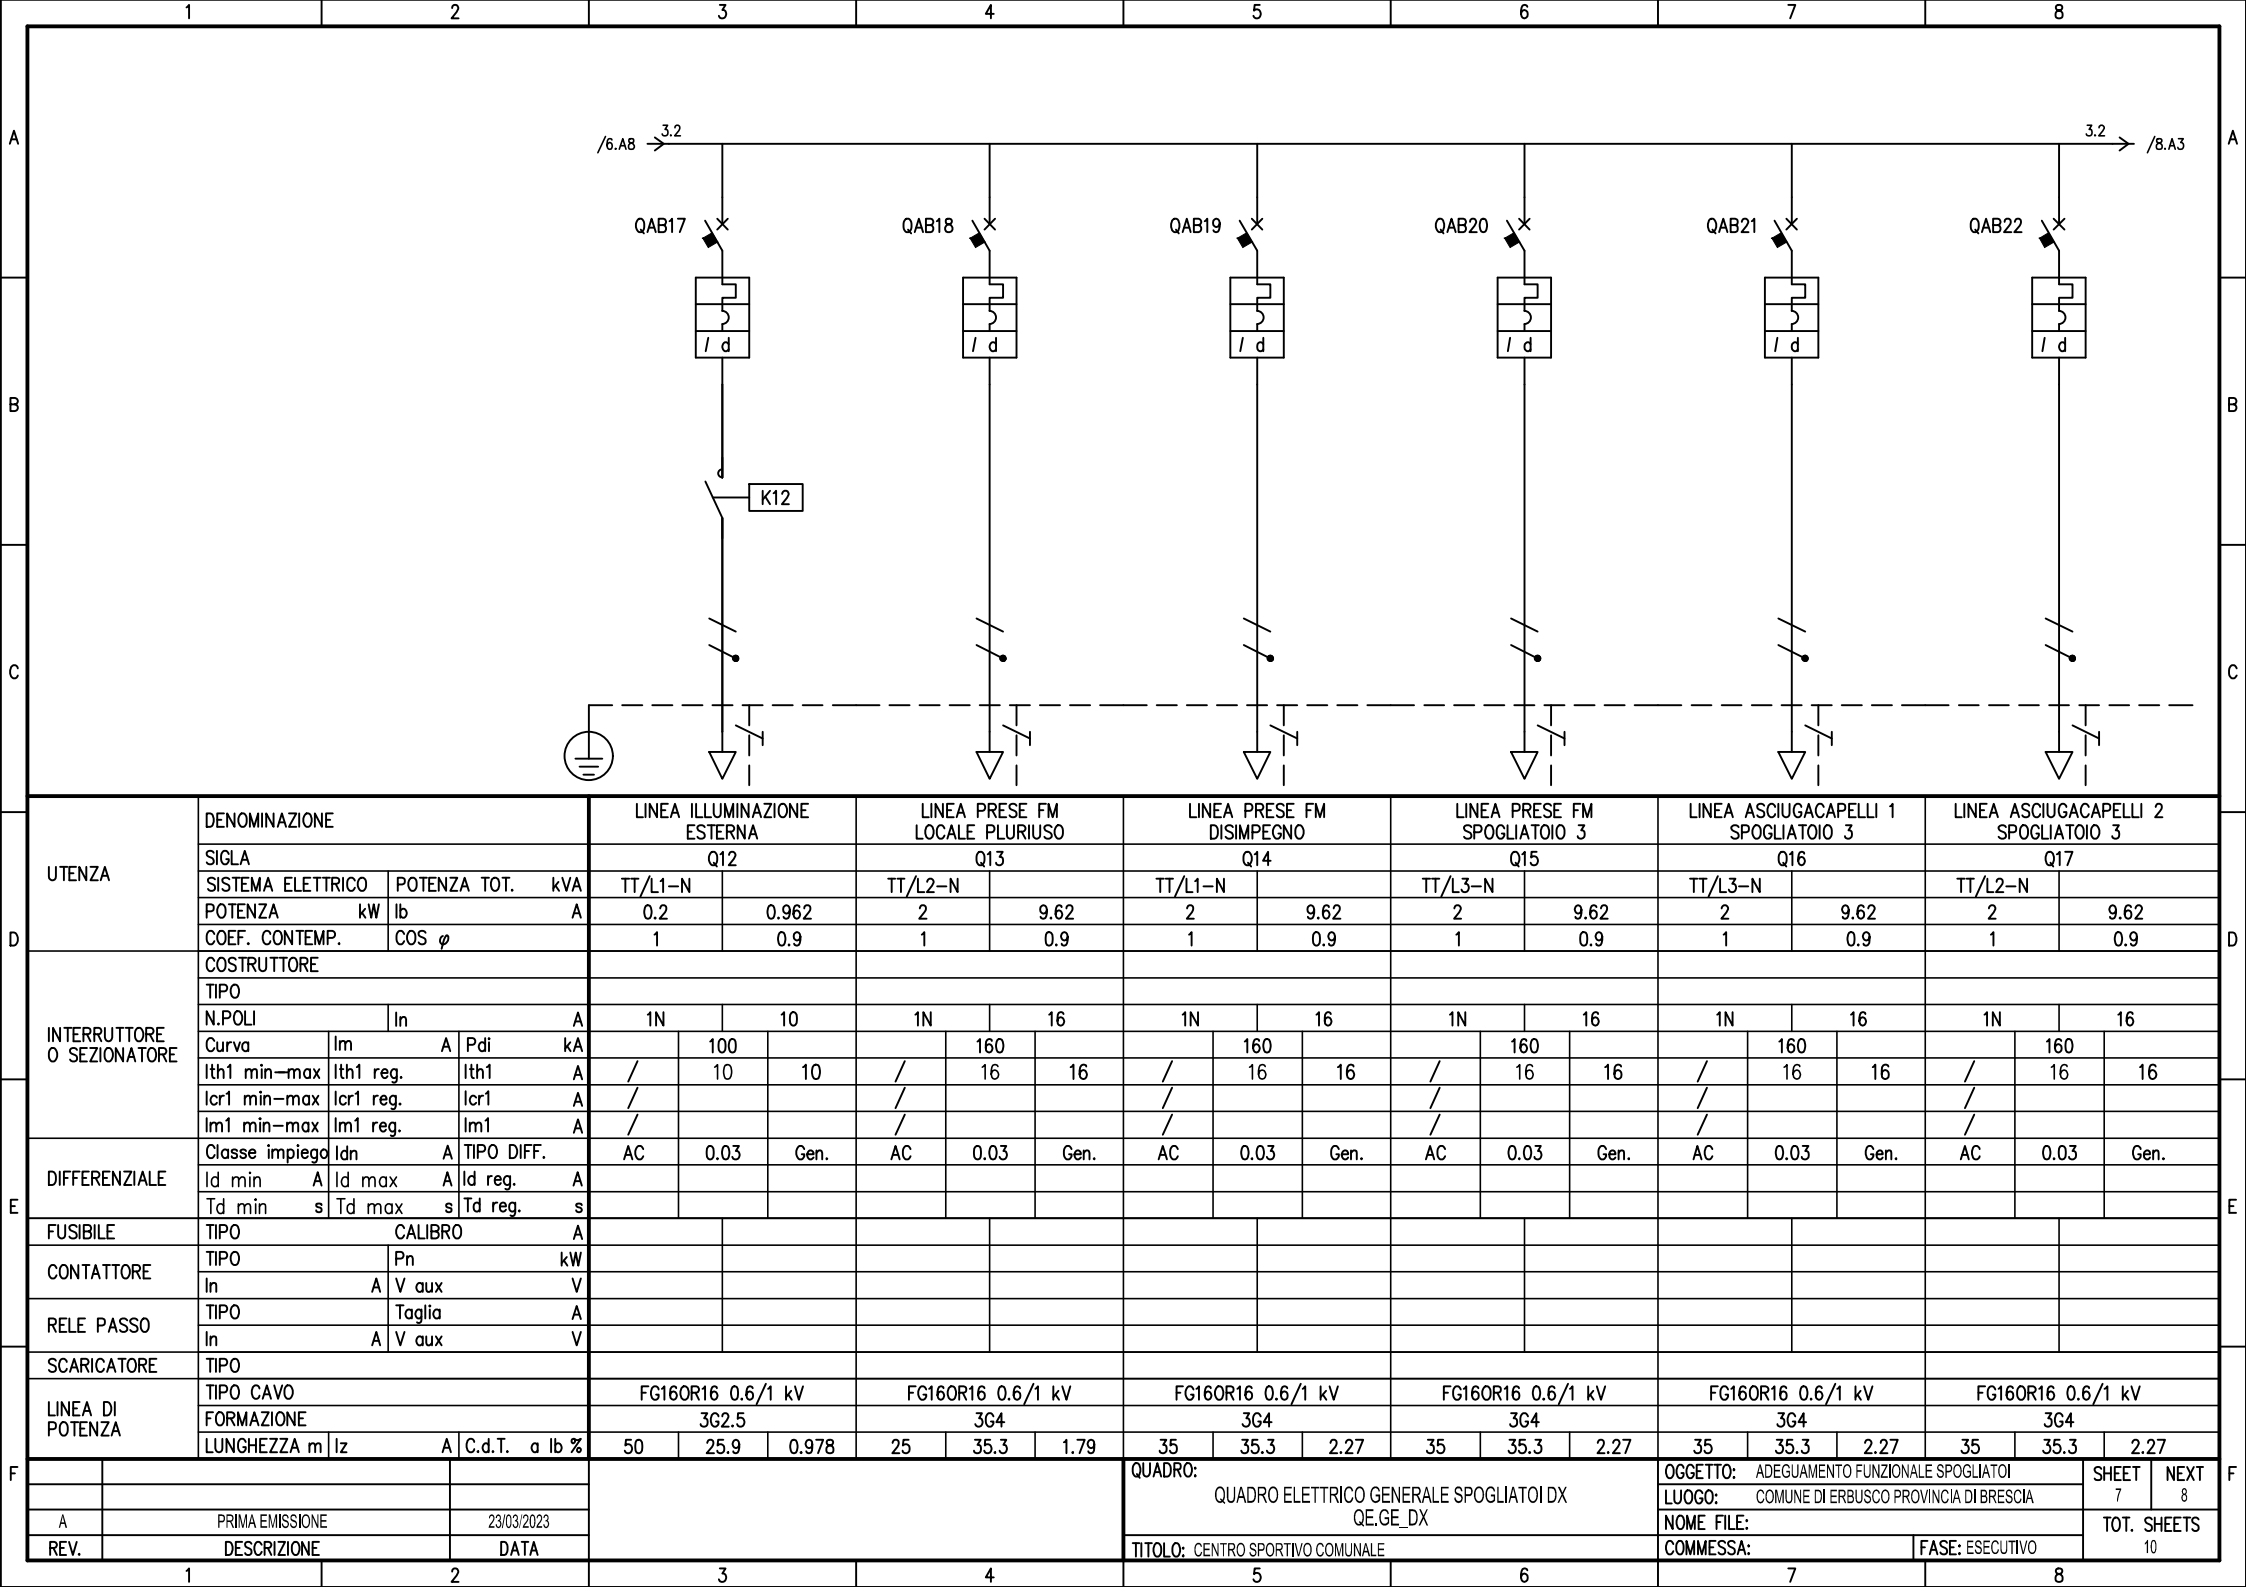 1 2 3 4 5 6 7 8
A A
/6.A8 3.2 3.2 /8.A3
QAB17 QAB18 QAB19 QAB20 QAB21 QAB22
I d I d I d I d I d I d
B B
K12
C C
UTENZA
DENOMINAZIONE
LINEA ILLUMINAZIONE ESTERNA
LINEA PRESE FM LOCALE PLURIUSO
LINEA PRESE FM DISIMPEGNO
LINEA PRESE FM SPOGLIATOIO 3
LINEA ASCIUGACAPELLI 1 SPOGLIATOIO 3
LINEA ASCIUGACAPELLI 2 SPOGLIATOIO 3
SIGLA Q12 Q13 Q14 Q15 Q16 Q17
SISTEMA ELETTRICO POTENZA TOT. kVA TT/L1-N TT/L2-N TT/L1-N TT/L3-N TT/L3-N TT/L2-N
POTENZA kW Ib A 0.2 0.962 2 9.62 2 9.62 2 9.62 2 9.62 2 9.62
D D
COEF. CONTEMP. COS φ 1 0.9 1 0.9 1 0.9 1 0.9 1 0.9 1 0.9
INTERRUTTORE O SEZIONATORE
COSTRUTTORE
TIPO
N.POLI In A 1N 10 1N 16 1N 16 1N 16 1N 16 1N 16
Curva Im A Pdi kA 100 160 160 160 160 160
Ith1 min-max Ith1 reg. Ith1 A / 10 10 / 16 16 / 16 16 / 16 16 / 16 16 / 16 16
Icr1 min-max Icr1 reg. Icr1 A / / / / / /
Im1 min-max Im1 reg. Im1 A / / / / / /
DIFFERENZIALE
Classe impiego Idn A TIPO DIFF. AC 0.03 Gen. AC 0.03 Gen. AC 0.03 Gen. AC 0.03 Gen. AC 0.03 Gen. AC 0.03 Gen.
Id min A Id max A Id reg. A
Td min s Td max s Td reg. s
E E
FUSIBILE TIPO CALIBRO A
CONTATTORE
TIPO Pn kW
In A V aux V
RELE PASSO
TIPO Taglia A
In A V aux V
SCARICATORE TIPO
LINEA DI POTENZA
TIPO CAVO FG16OR16 0.6/1 kV FG16OR16 0.6/1 kV FG16OR16 0.6/1 kV FG16OR16 0.6/1 kV FG16OR16 0.6/1 kV FG16OR16 0.6/1 kV
FORMAZIONE 3G2.5 3G4 3G4 3G4 3G4 3G4
LUNGHEZZA m Iz A C.d.T. a Ib % 50 25.9 0.978 25 35.3 1.79 35 35.3 2.27 35 35.3 2.27 35 35.3 2.27 35 35.3 2.27
F F
A PRIMA EMISSIONE 23/03/2023
REV. DESCRIZIONE DATA
QUADRO:
QUADRO ELETTRICO GENERALE SPOGLIATOI DX
QE.GE_DX
TITOLO: CENTRO SPORTIVO COMUNALE
OGGETTO: ADEGUAMENTO FUNZIONALE SPOGLIATOI
LUOGO: COMUNE DI ERBUSCO PROVINCIA DI BRESCIA
NOME FILE:
COMMESSA: FASE: ESECUTIVO
SHEET NEXT
7 8
TOT. SHEETS
10
1 2 3 4 5 6 7 8